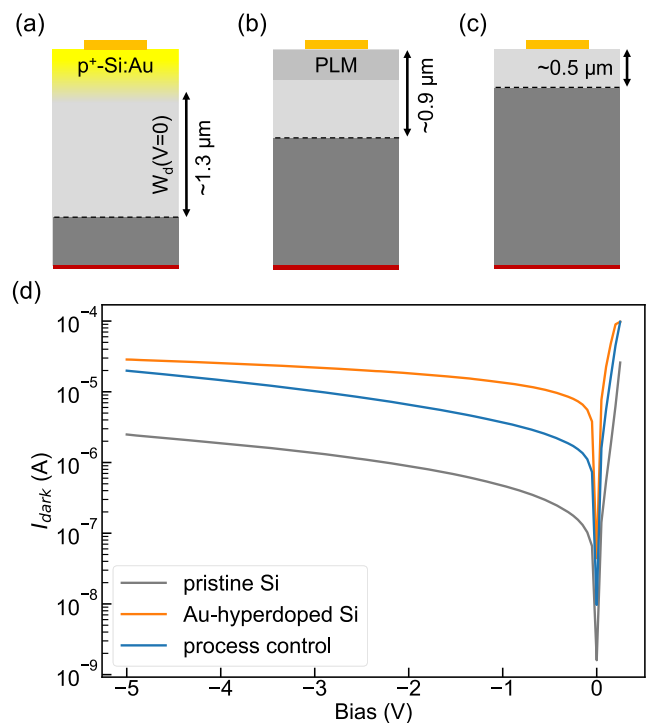 (a) (b) (c)
p⁺-Si:Au
W_d(V=0)
~1.3 μm
PLM
~0.9 μm
~0.5 μm
(d)
I_dark (A)
10⁻⁴
10⁻⁵
10⁻⁶
10⁻⁷
10⁻⁸
10⁻⁹
pristine Si
Au-hyperdoped Si
process control
−5 −4 −3 −2 −1 0
Bias (V)